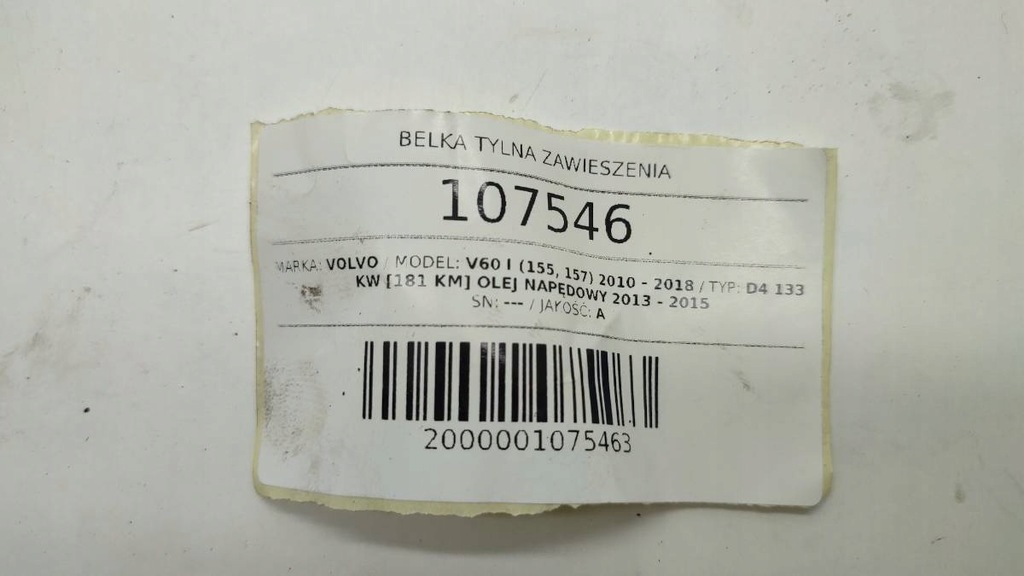 BELKA TYLNA ZAWIESZENIA
107546
MARKA: VOLVO / MODEL: V60 I (155, 157) 2010 - 2018 / TYP: D4 133
KW [181 KM] OLEJ NAPĘDOWY 2013 - 2015
SN: --- / JAKOŚĆ: A
2000001075463